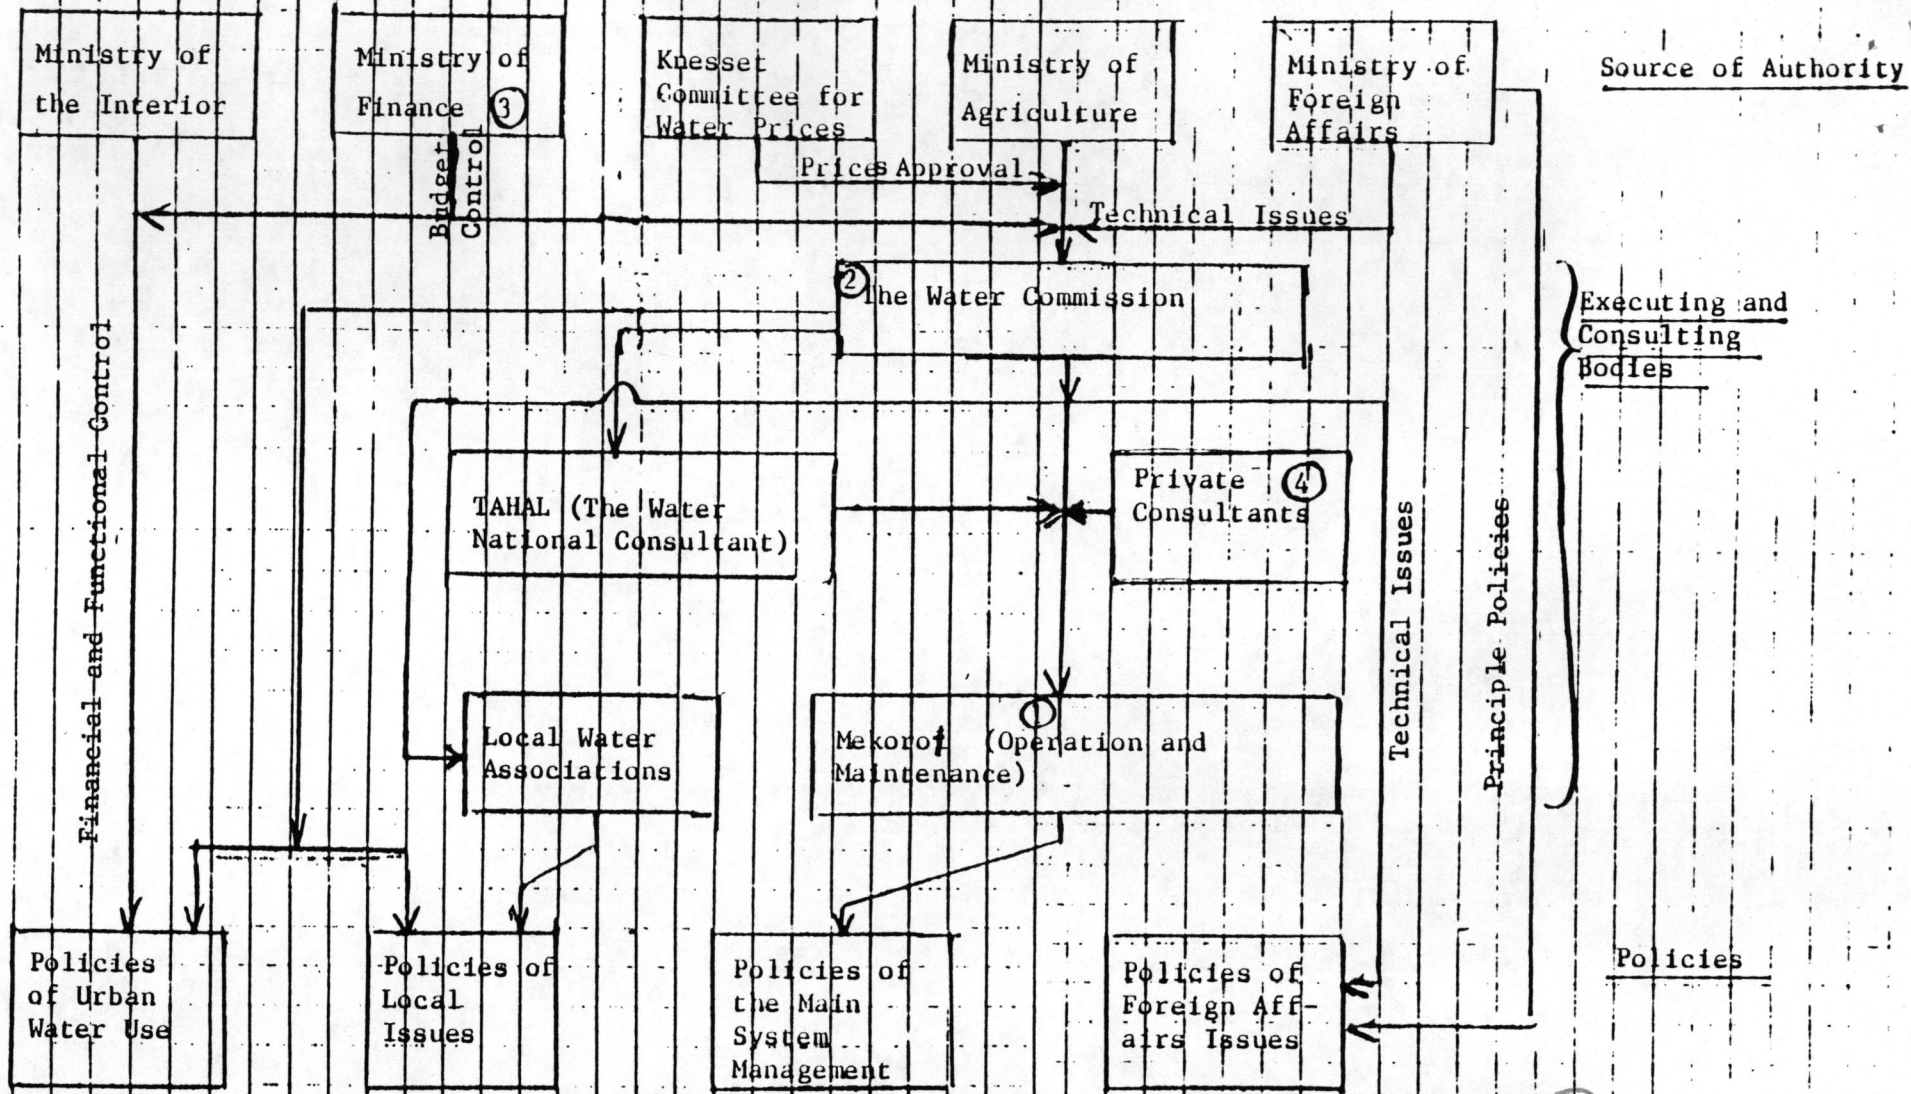 Ministry of
the Interior
Ministry of
Finance ③
Knesset
Committee for
Water Prices
Ministry of
Agriculture
Ministry of
Foreign
Affairs
Source of Authority
Budget
Control
Prices Approval
Technical Issues
② The Water Commission
Executing and
Consulting
Bodies
Financial and Functional Control
TAHAL (The Water
National Consultant)
Private ④
Consultants
Technical Issues
Principle Policies
Local Water
Associations
①
Mekorot (Operation and
Maintenance)
Policies
of Urban
Water Use
Policies of
Local
Issues
Policies of
the Main
System
Management
Policies of
Foreign Aff-
airs Issues
Policies